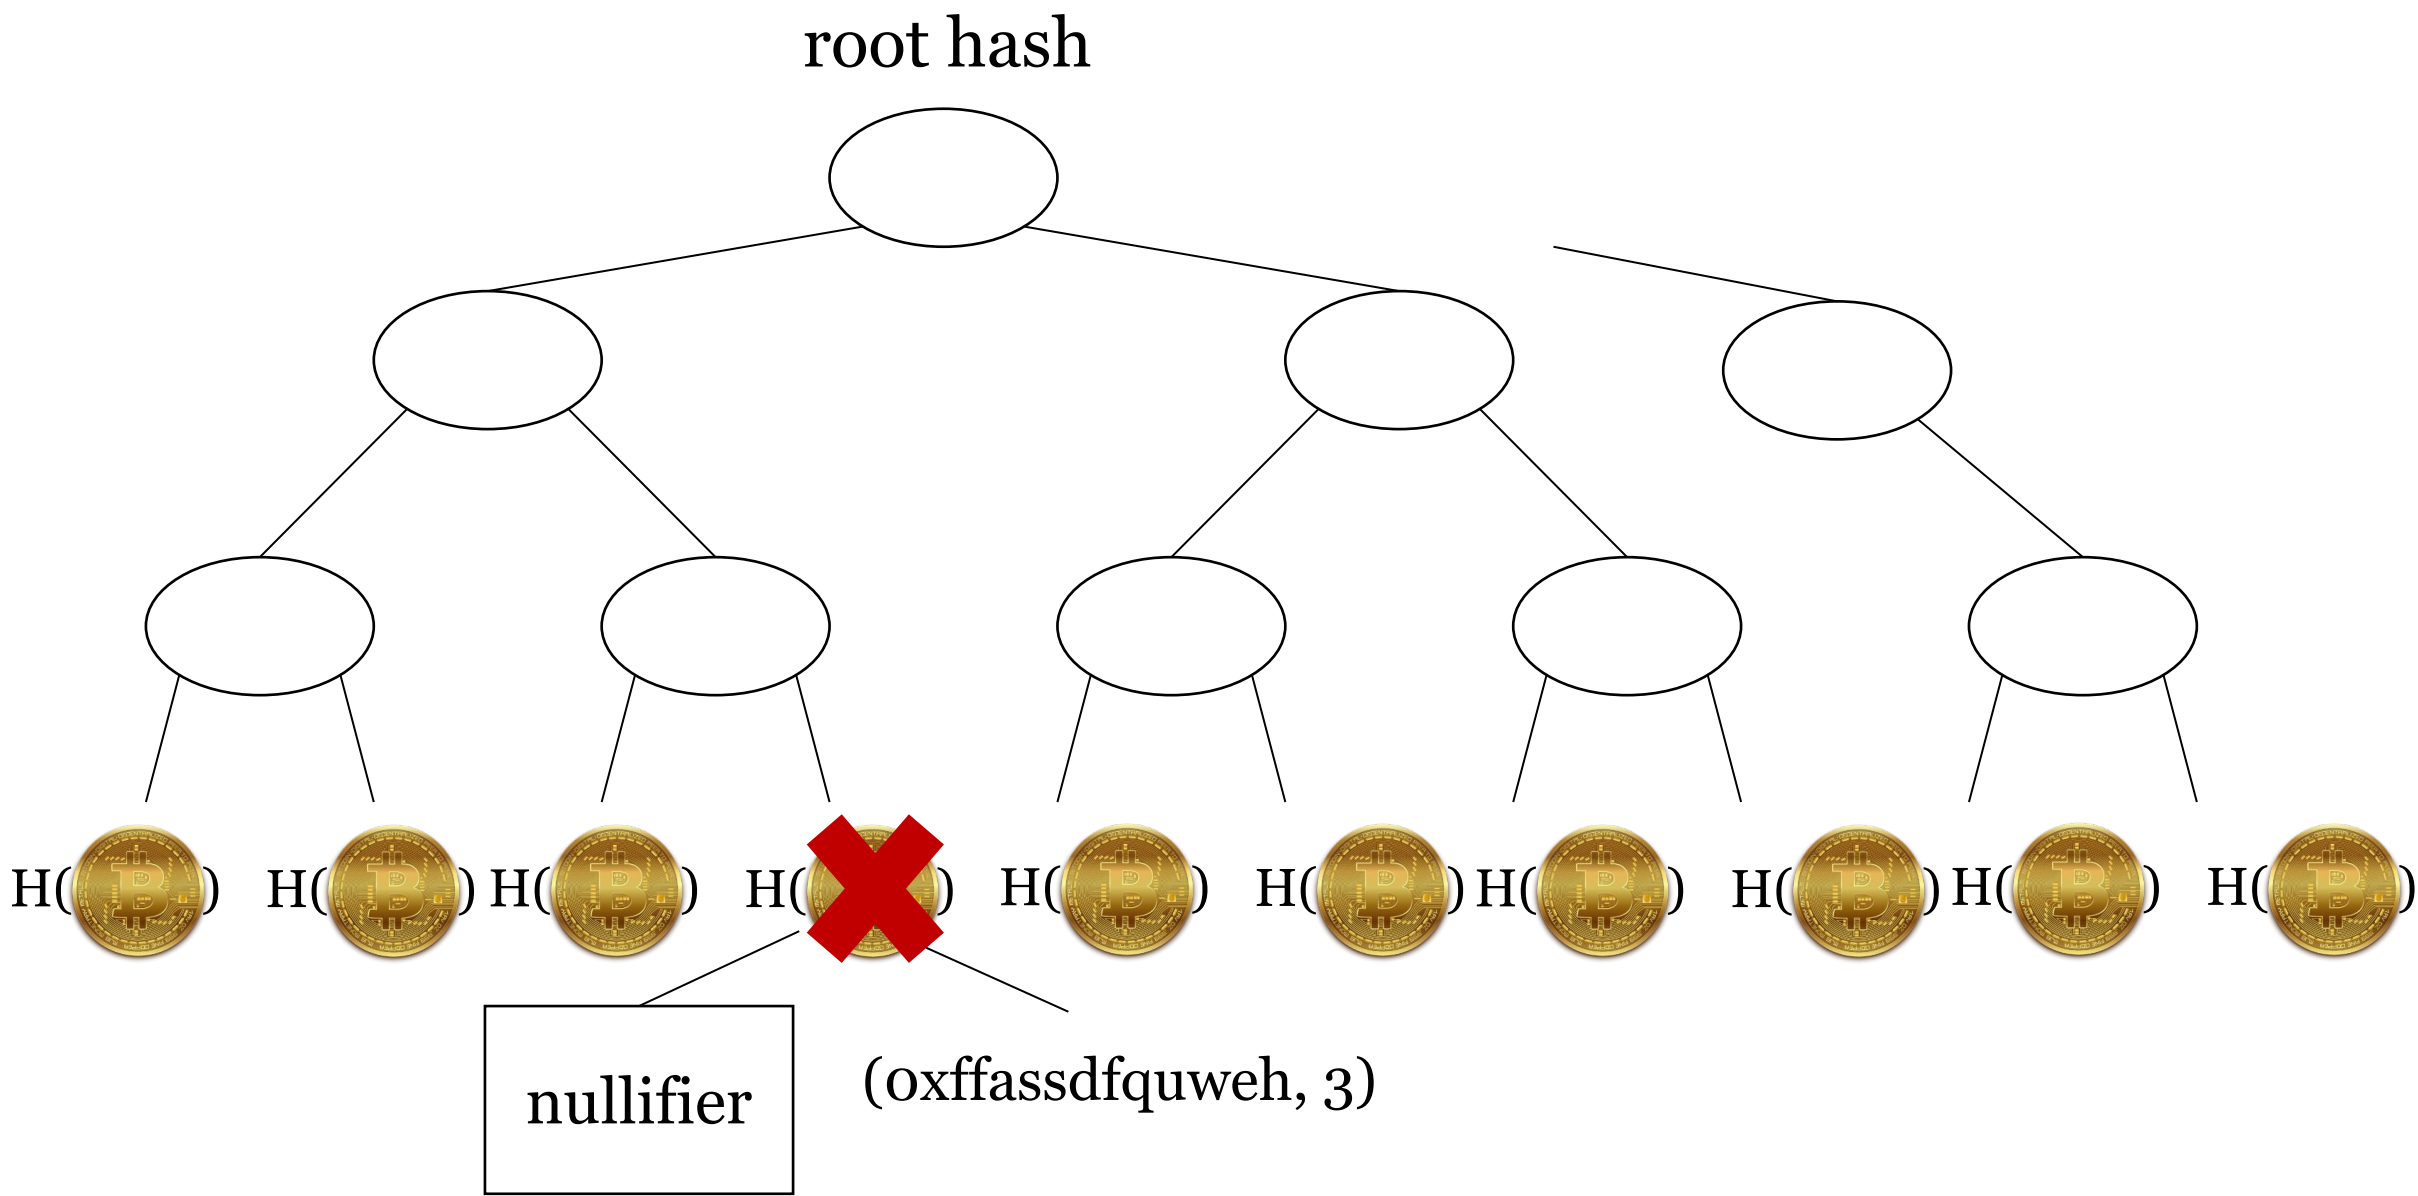 root hash
H( ) H( ) H( ) H( ) H( ) H( ) H( ) H( ) H( ) H( )
nullifier
(0xffassdfquweh, 3)